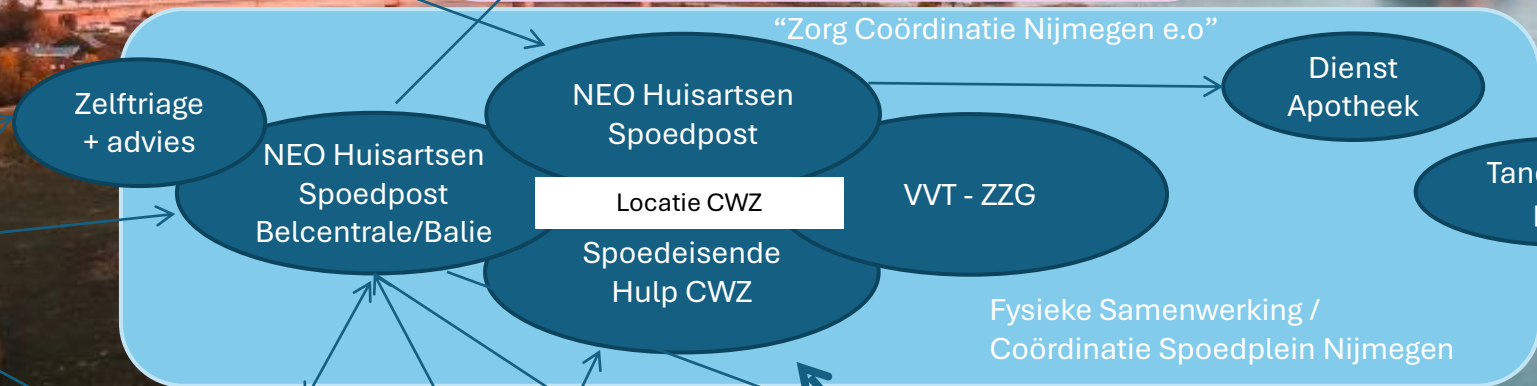 “Zorg Coördinatie Nijmegen e.o”
Zelftriage
+ advies
NEO Huisartsen
Spoedpost
Belcentrale/Balie
NEO Huisartsen
Spoedpost
Locatie CWZ
Spoedeisende
Hulp CWZ
VVT - ZZG
Dienst
Apotheek
Fysieke Samenwerking /
Coördinatie Spoedplein Nijmegen